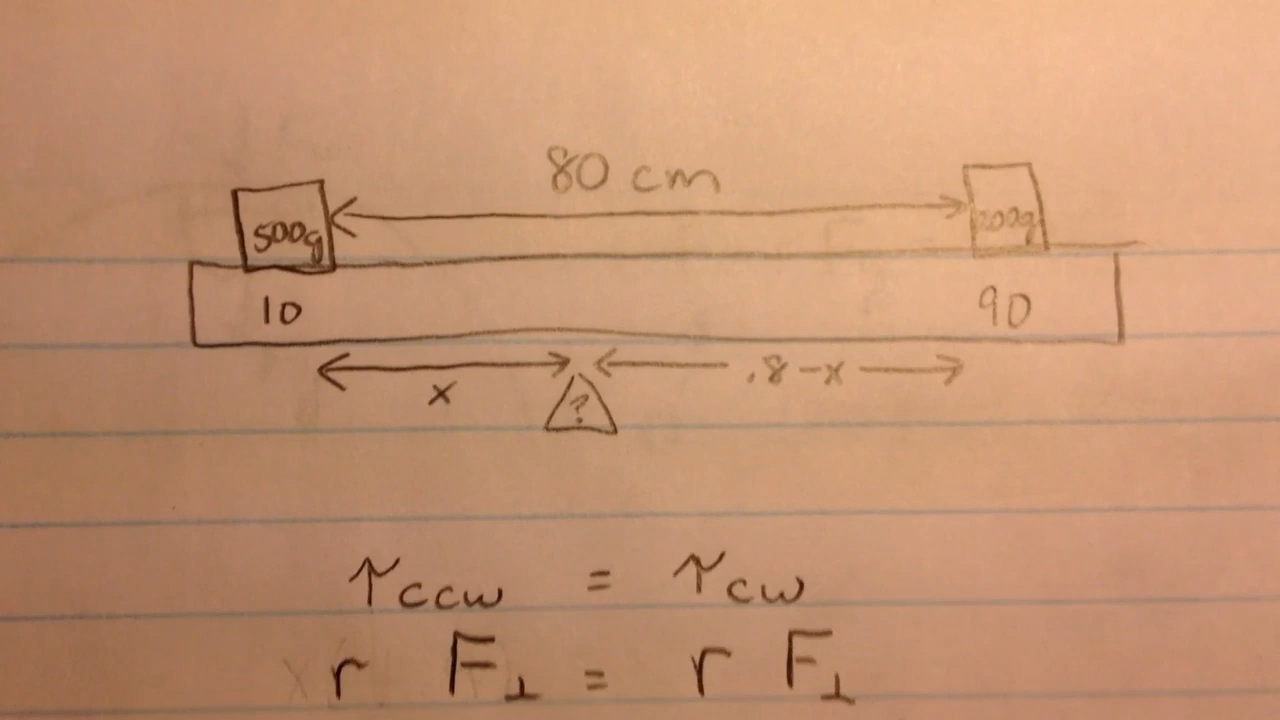 80 cm
500g 200g
10 90
x .8-x
?
τccw = τcw
r F⊥ = r F⊥